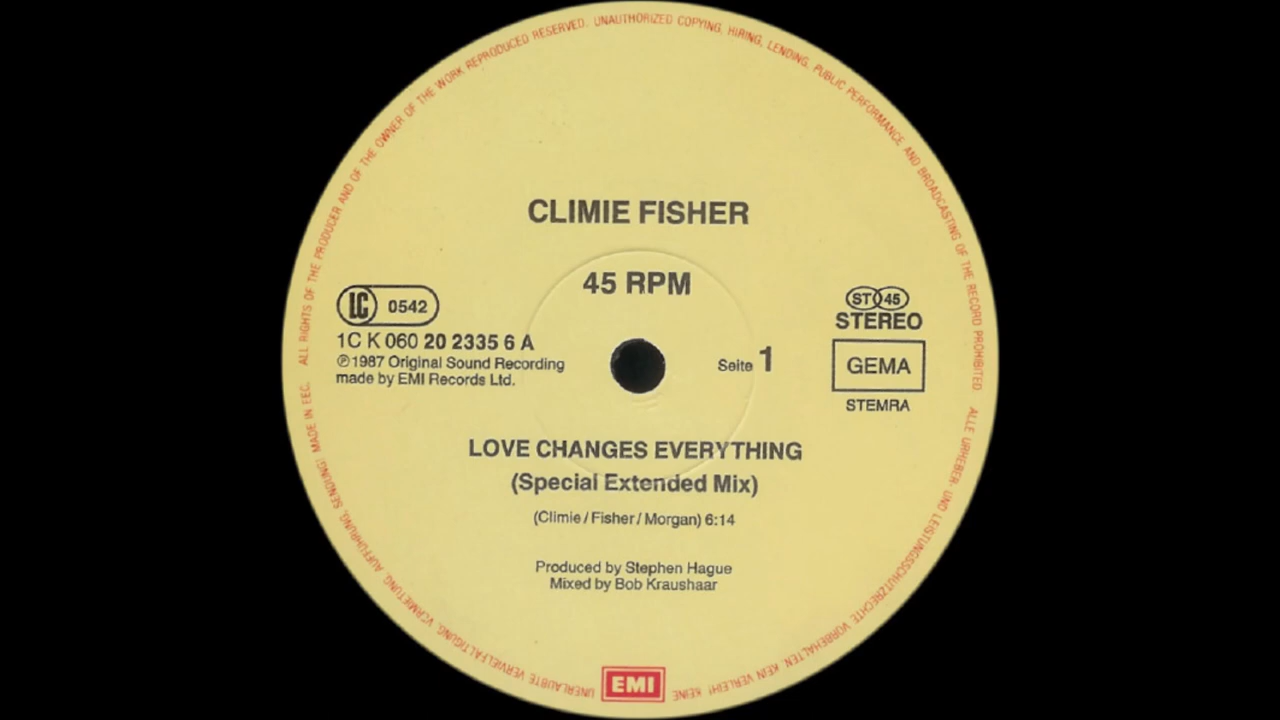 ALL RIGHTS OF THE PRODUCER AND OF THE OWNER OF THE WORK REPRODUCED RESERVED. UNAUTHORIZED COPYING, HIRING, LENDING, PUBLIC PERFORMANCE AND BROADCASTING OF THE RECORD PROHIBITED.
CLIMIE FISHER
45 RPM
LC 0542
1C K 060 20 2335 6 A
℗1987 Original Sound Recording
made by EMI Records Ltd.
Seite 1
ST 45
STEREO
GEMA
STEMRA
LOVE CHANGES EVERYTHING
(Special Extended Mix)
(Climie / Fisher / Morgan) 6:14
Produced by Stephen Hague
Mixed by Bob Kraushaar
ALLE URHEBER- UND LEISTUNGSSCHUTZRECHTE VORBEHALTEN. KEIN VERLEIH! KEINE
UNERLAUBTE VERVIELFÄLTIGUNG, VERMIETUNG, AUFFÜHRUNG, SENDUNG! MADE IN EEC.
EMI